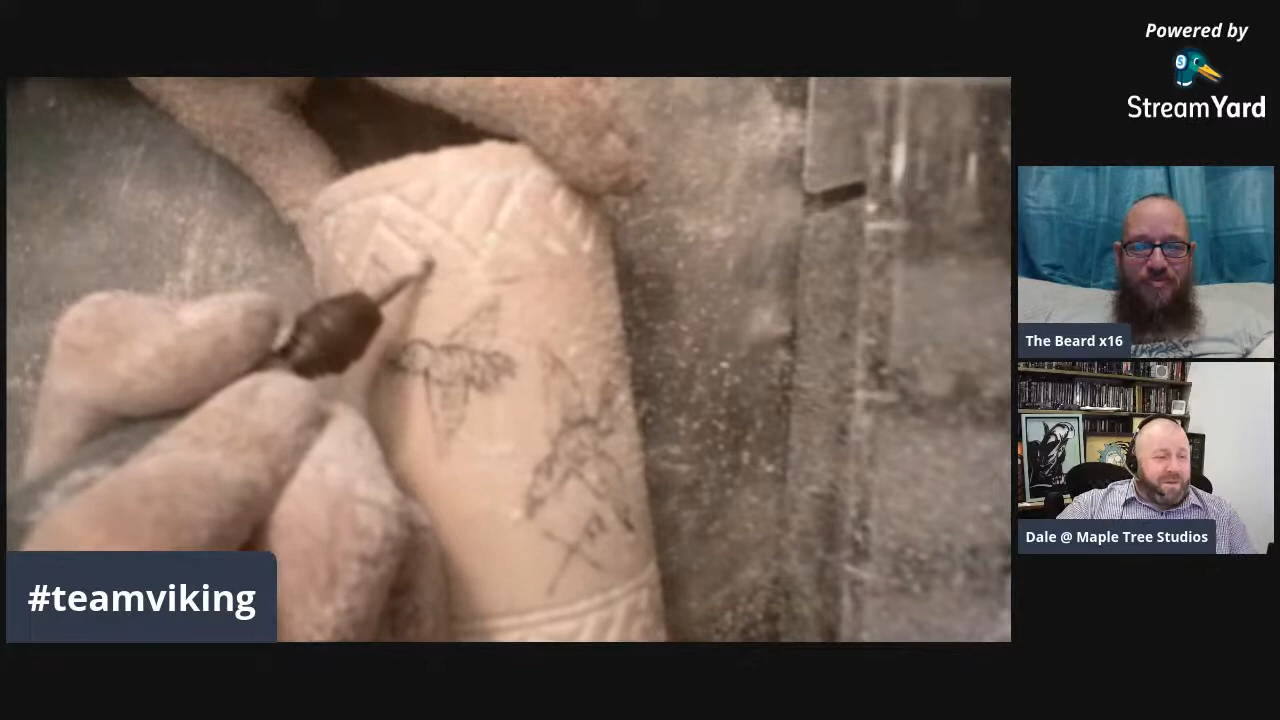 Powered by
StreamYard
The Beard x16
Dale @ Maple Tree Studios
#teamviking